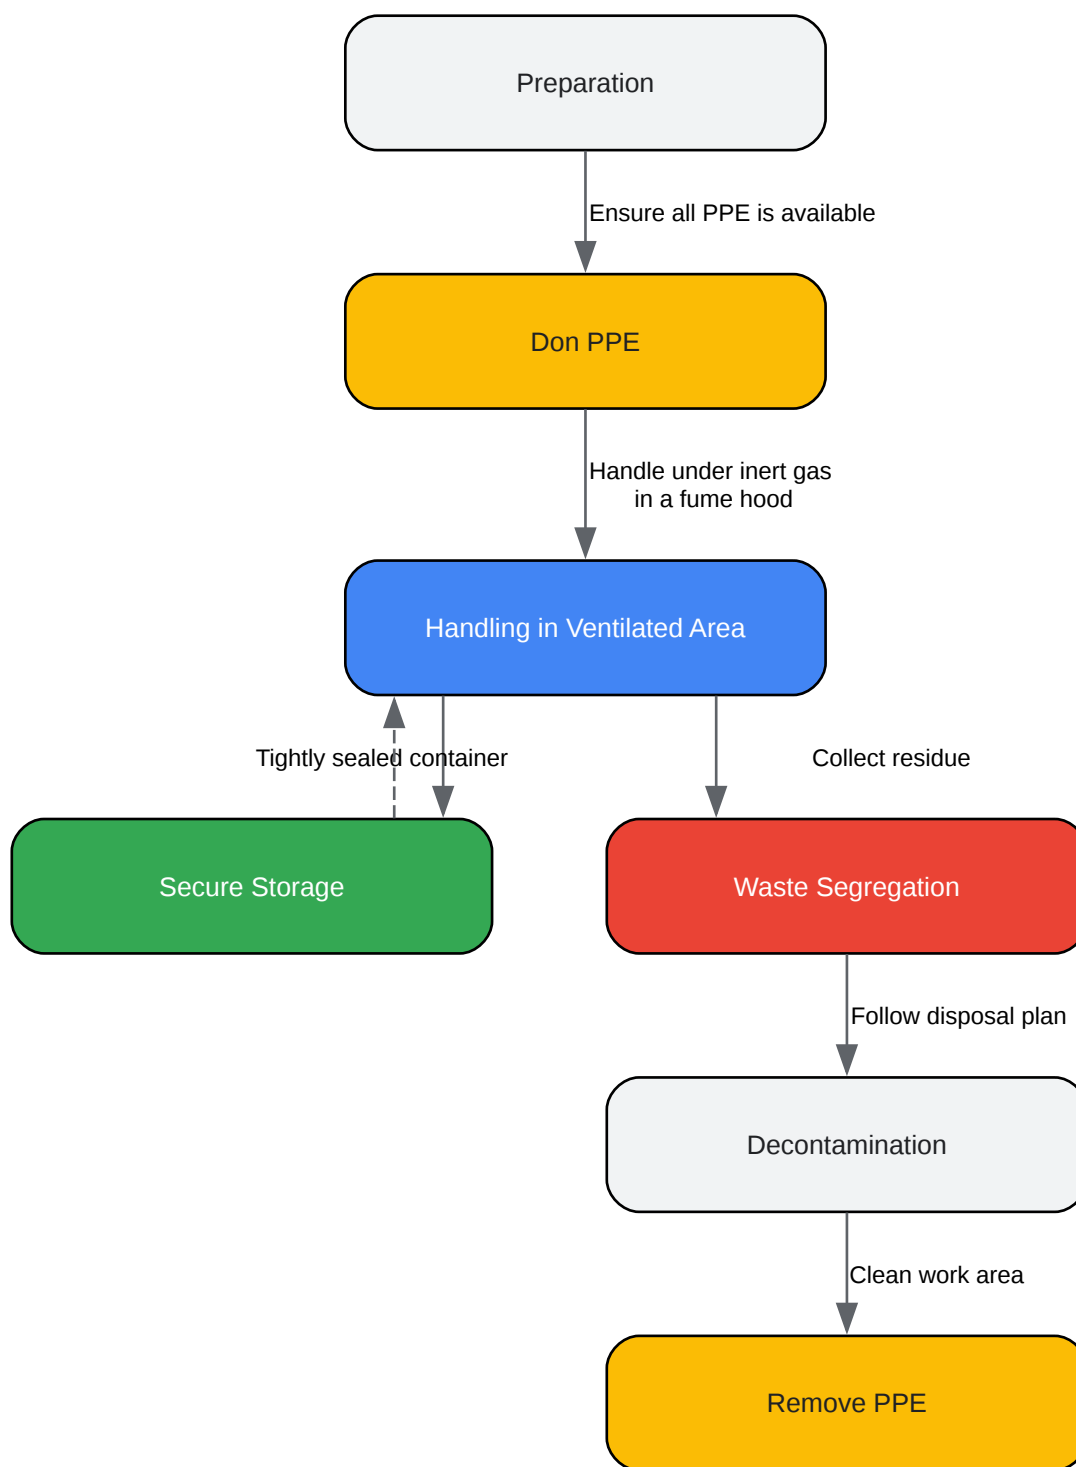 Preparation
Ensure all PPE is available
Don PPE
Handle under inert gas
in a fume hood
Handling in Ventilated Area
Tightly sealed container
Collect residue
Secure Storage
Waste Segregation
Follow disposal plan
Decontamination
Clean work area
Remove PPE